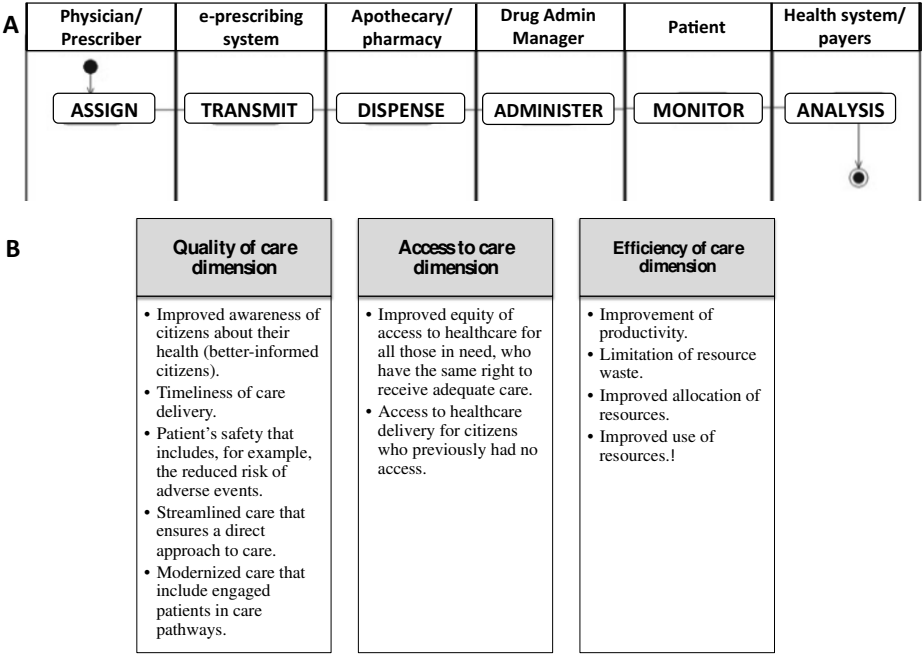 A
Physician/
Prescriber
e-prescribing
system
Apothecary/
pharmacy
Drug Admin
Manager
Patient
Health system/
payers
ASSIGN
TRANSMIT
DISPENSE
ADMINISTER
MONITOR
ANALYSIS
B
Quality of care
dimension
• Improved awareness of
citizens about their
health (better-informed
citizens).
• Timeliness of care
delivery.
• Patient's safety that
includes, for example,
the reduced risk of
adverse events.
• Streamlined care that
ensures a direct
approach to care.
• Modernized care that
include engaged
patients in care
pathways.
Access to care
dimension
• Improved equity of
access to healthcare for
all those in need, who
have the same right to
receive adequate care.
• Access to healthcare
delivery for citizens
who previously had no
access.
Efficiency of care
dimension
• Improvement of
productivity.
• Limitation of resource
waste.
• Improved allocation of
resources.
• Improved use of
resources.!